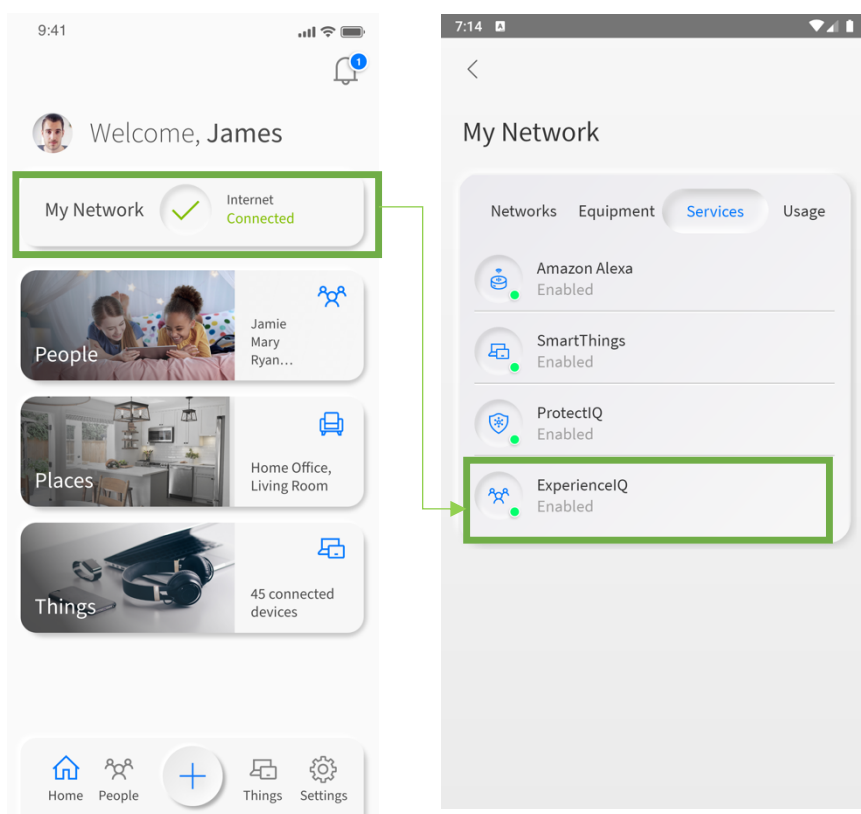 9:41
1
Welcome, James
My Network
Internet
Connected
People
Jamie
Mary
Ryan...
Places
Home Office,
Living Room
Things
45 connected
devices
Home People Things Settings
7:14 A
My Network
Networks Equipment Services Usage
Amazon Alexa
Enabled
SmartThings
Enabled
ProtectIQ
Enabled
ExperienceIQ
Enabled